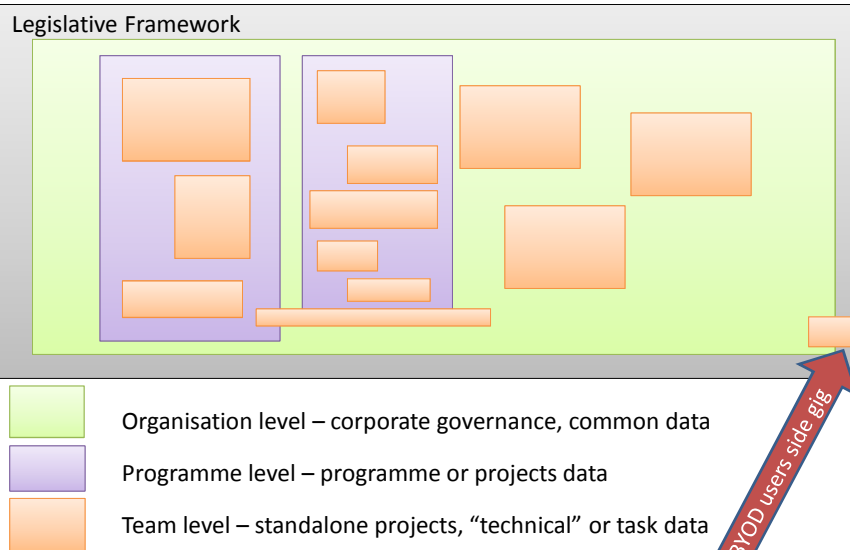 Legislative Framework
Organisation level – corporate governance, common data
Programme level – programme or projects data
Team level – standalone projects, “technical” or task data
BYOD users side gig